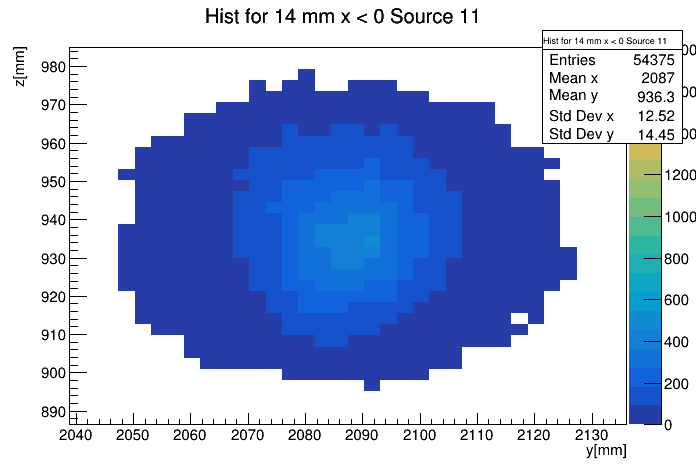 Hist for 14 mm x < 0 Source 11
Hist for 14 mm x < 0 Source 11
Entries 54375
Mean x 2087
Mean y 936.3
Std Dev x 12.52
Std Dev y 14.45
z[mm]
980
970
960
950
940
930
920
910
900
890
1200
1000
800
600
400
200
0
2040 2050 2060 2070 2080 2090 2100 2110 2120 2130
y[mm]